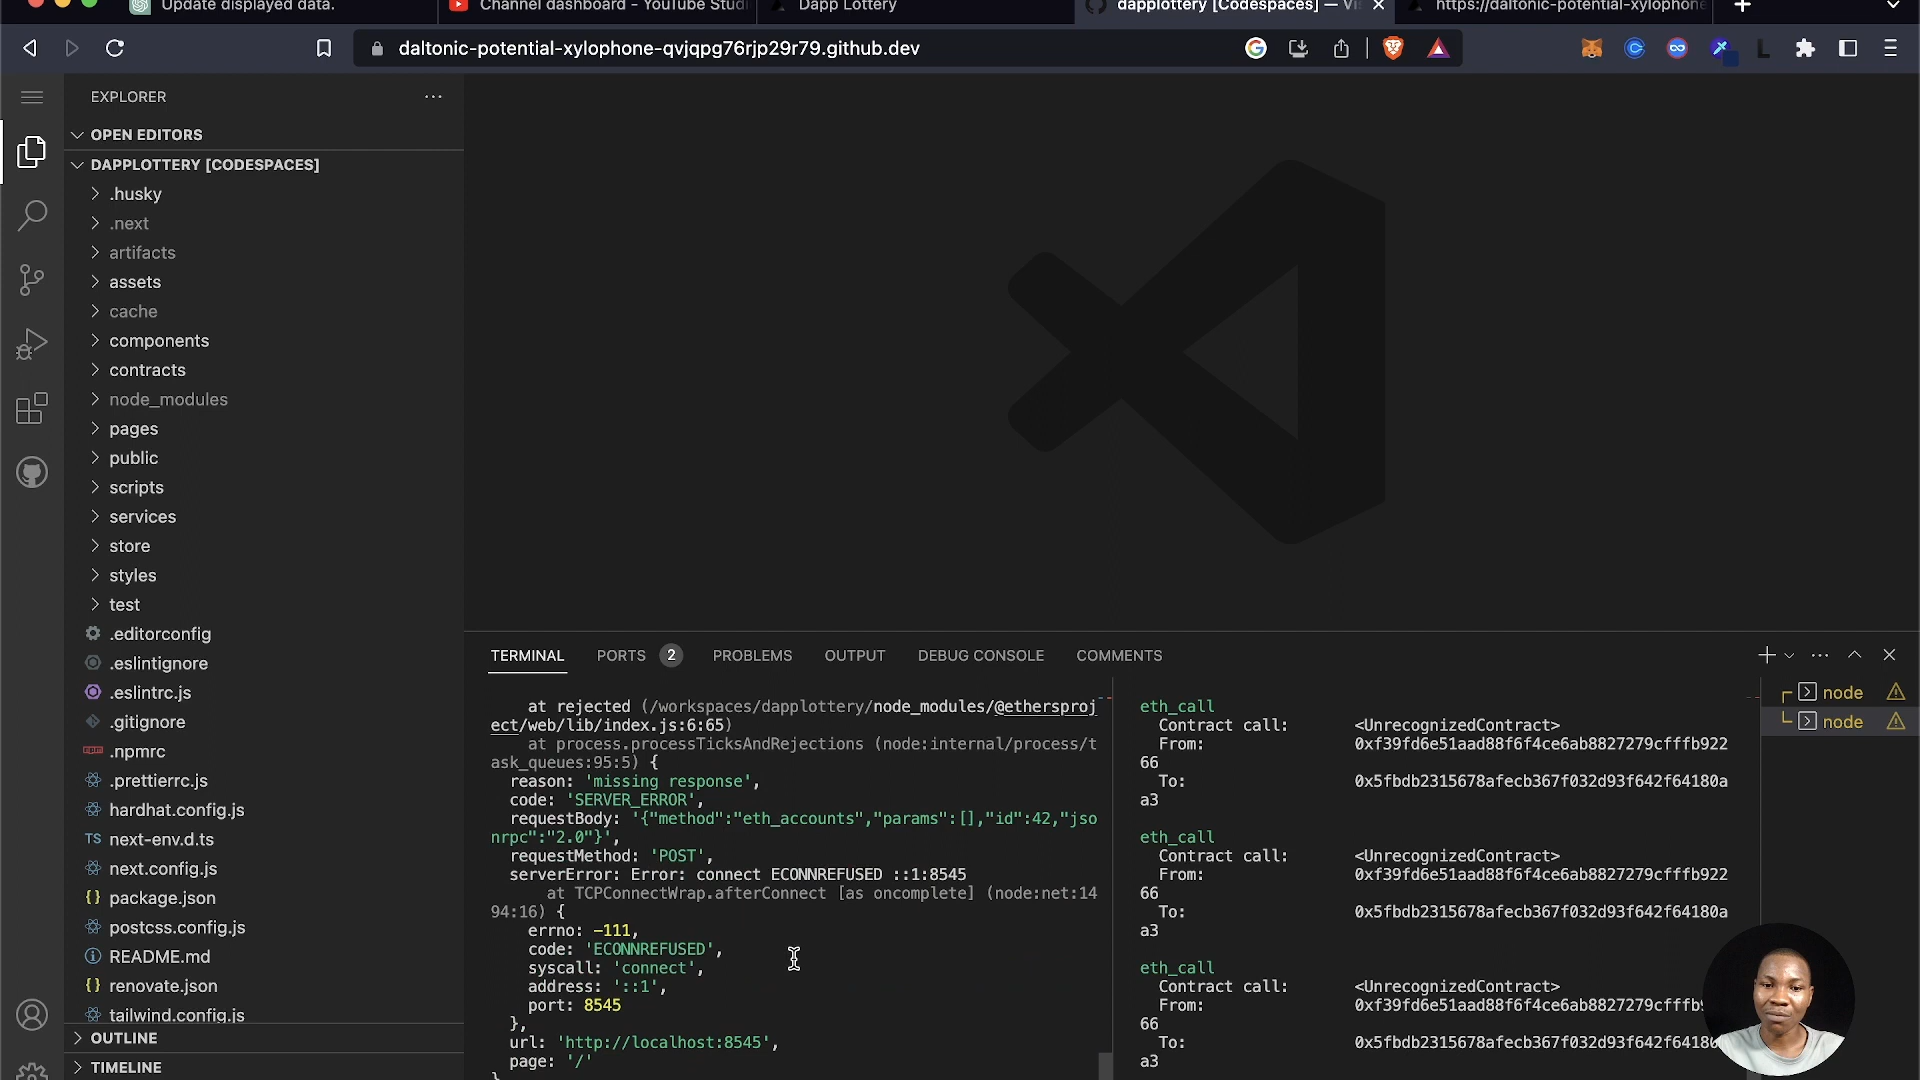 Update displayed data.
Channel dashboard - YouTube Studi
Dapp Lottery
dapplottery [Codespaces] — Vi
https://daltonic-potential-xylophone
daltonic-potential-xylophone-qvjqpg76rjp29r79.github.dev
EXPLORER
OPEN EDITORS
DAPPLOTTERY [CODESPACES]
.husky
.next
artifacts
assets
cache
components
contracts
node_modules
pages
public
scripts
services
store
styles
test
.editorconfig
.eslintignore
.eslintrc.js
.gitignore
.npmrc
.prettierrc.js
hardhat.config.js
TS next-env.d.ts
next.config.js
{} package.json
postcss.config.js
README.md
{} renovate.json
tailwind.config.js
OUTLINE
TIMELINE
TERMINAL PORTS 2 PROBLEMS OUTPUT DEBUG CONSOLE COMMENTS
at rejected (/workspaces/dapplottery/node_modules/@ethersproj
ect/web/lib/index.js:6:65)
at process.processTicksAndRejections (node:internal/process/t
ask_queues:95:5) {
reason: 'missing response',
code: 'SERVER_ERROR',
requestBody: '{"method":"eth_accounts","params":[],"id":42,"jso
nrpc":"2.0"}',
requestMethod: 'POST',
serverError: Error: connect ECONNREFUSED ::1:8545
at TCPConnectWrap.afterConnect [as oncomplete] (node:net:14
94:16) {
errno: -111,
code: 'ECONNREFUSED',
syscall: 'connect',
address: '::1',
port: 8545
},
url: 'http://localhost:8545',
page: '/'
}
eth_call
Contract call: <UnrecognizedContract>
From: 0xf39fd6e51aad88f6f4ce6ab8827279cfffb922
66
To: 0x5fbdb2315678afecb367f032d93f642f64180a
a3
eth_call
Contract call: <UnrecognizedContract>
From: 0xf39fd6e51aad88f6f4ce6ab8827279cfffb922
66
To: 0x5fbdb2315678afecb367f032d93f642f64180a
a3
eth_call
Contract call: <UnrecognizedContract>
From: 0xf39fd6e51aad88f6f4ce6ab8827279cfffb
66
To: 0x5fbdb2315678afecb367f032d93f642f6418
a3
node
node